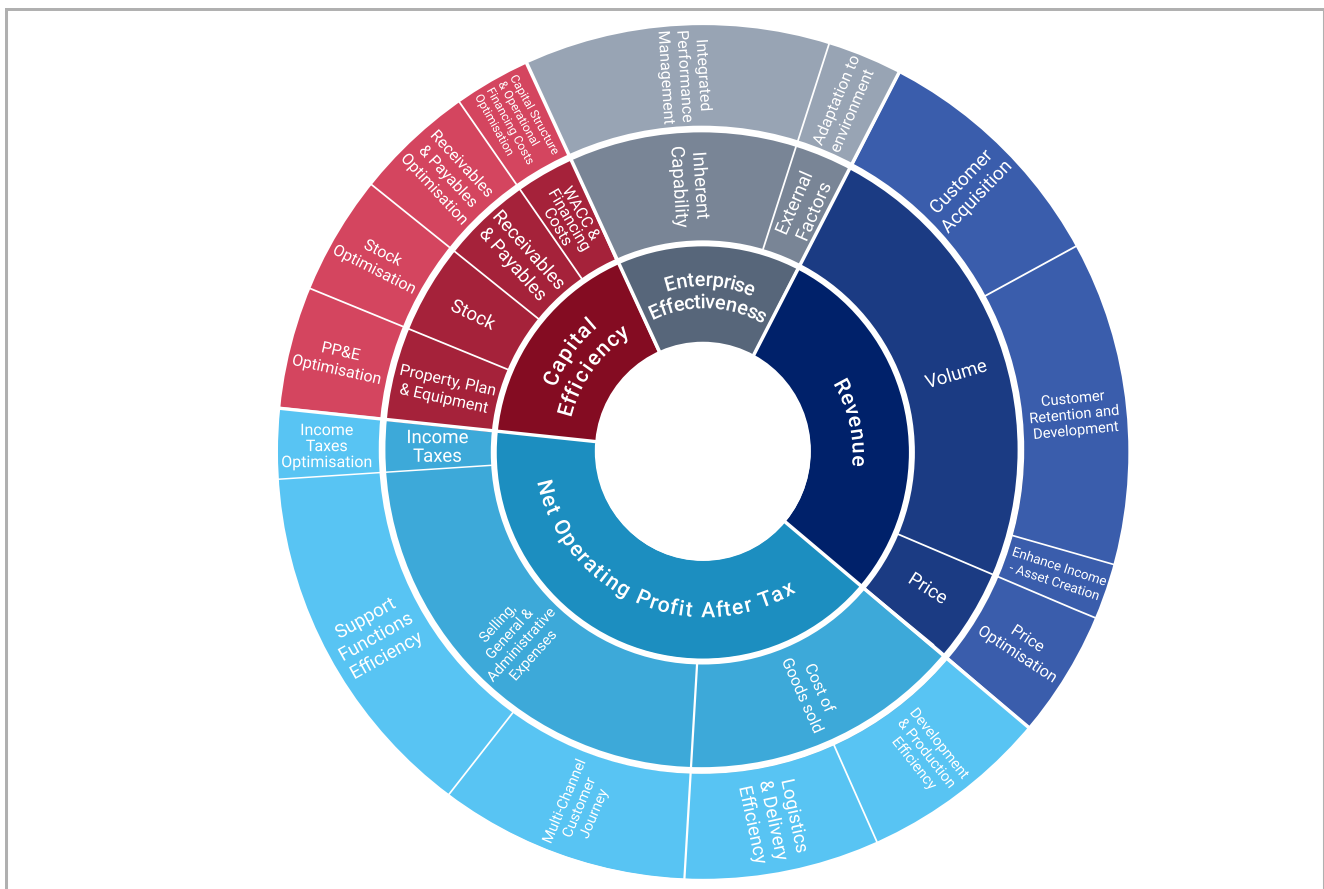 Enterprise
Effectiveness
Revenue
Net Operating Profit After Tax
Capital
Efficiency
Inherent
Capability
External
Factors
Volume
Price
Cost of
Goods sold
Selling,
General &
Administrative
Expenses
Income
Taxes
Property, Plan
& Equipment
Stock
Receivables
& Payables
WACC &
Financing
Costs
Integrated
Performance
Management
Adaptation to
environment
Customer
Acquisition
Customer
Retention and
Development
Enhance Income
- Asset Creation
Price
Optimisation
Development
& Production
Efficiency
Logistics
& Delivery
Efficiency
Multi-Channel
Customer
Journey
Support
Functions
Efficiency
Income
Taxes
Optimisation
PP&E
Optimisation
Stock
Optimisation
Receivables
& Payables
Optimisation
Capital Structure
& Operational
Financing Costs
Optimisation